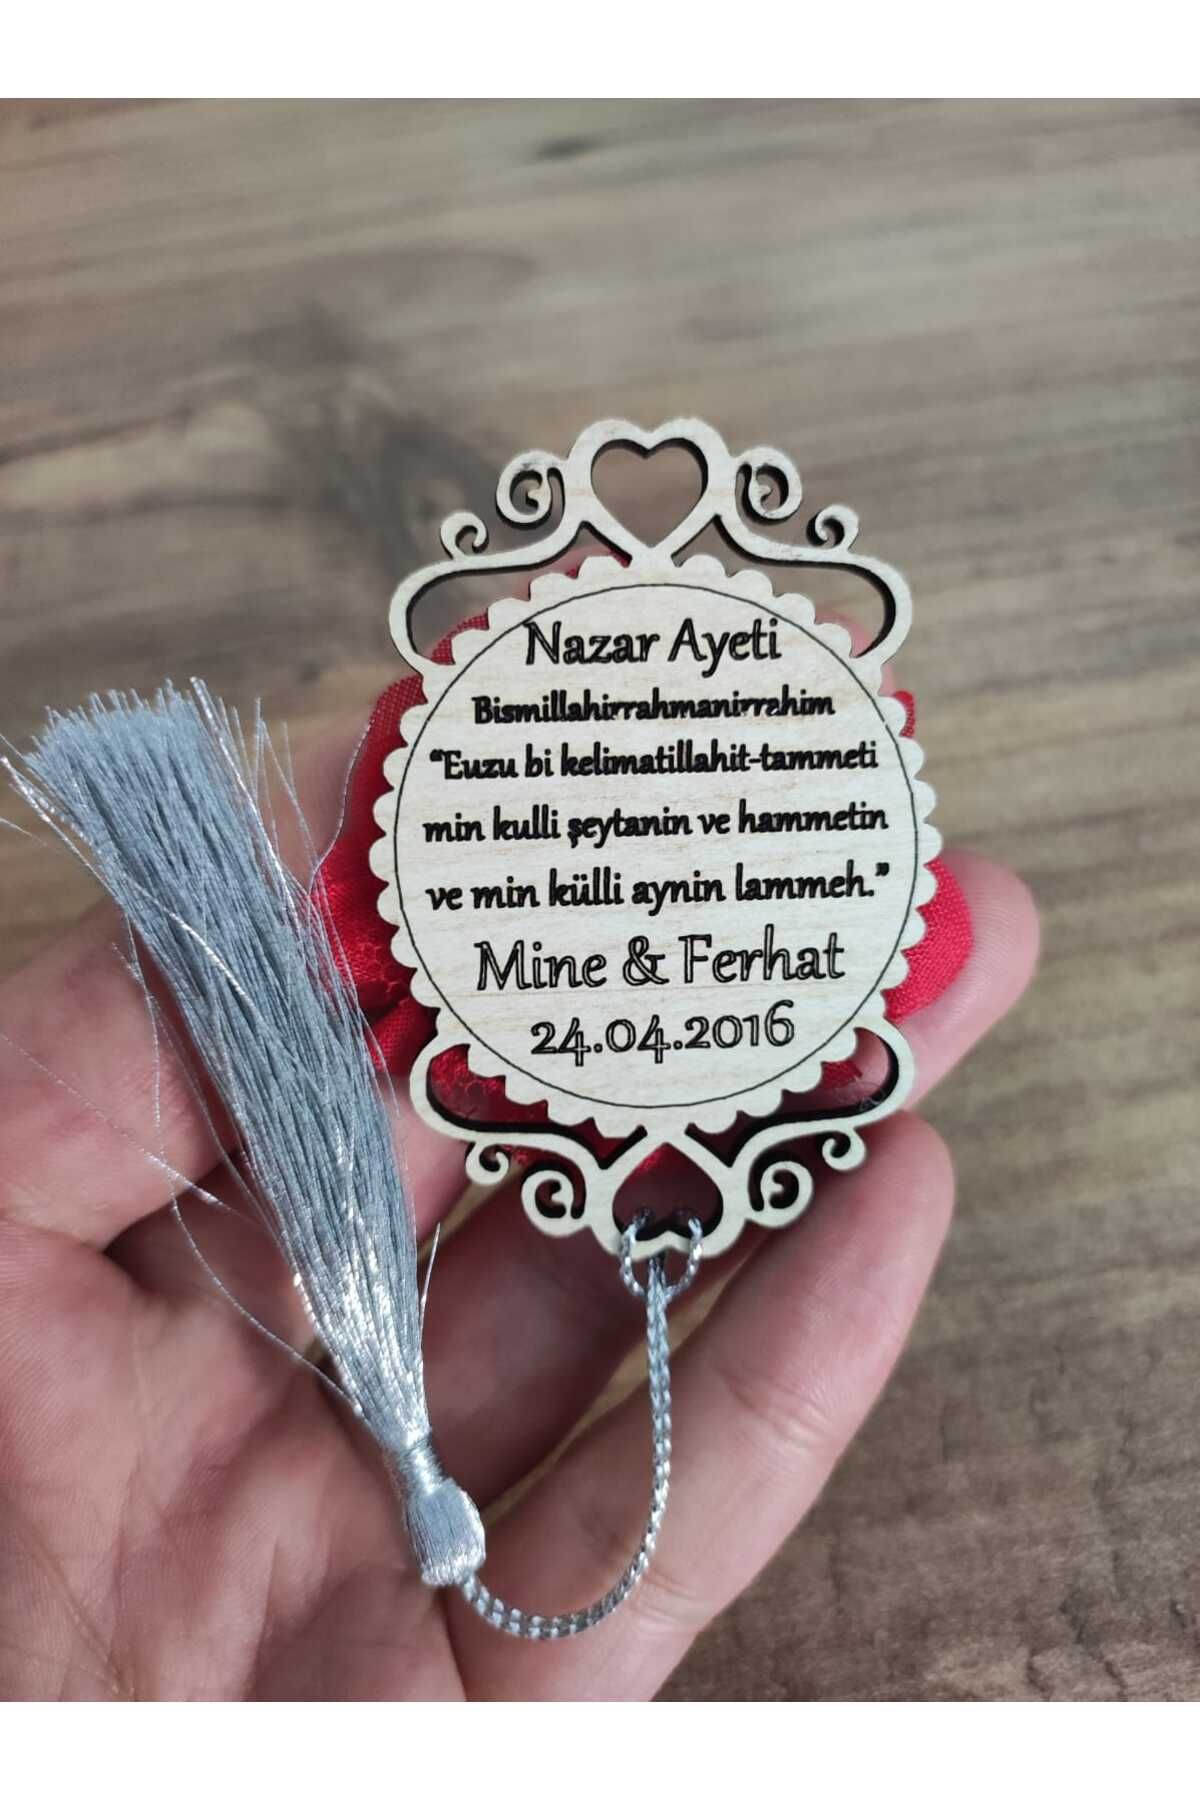 Nazar Ayeti
Bismillahirrahmanirrahim
“Euzu bi kelimatillahit-tammeti
min kulli şeytanin ve hammetin
ve min külli aynin lammeh.”
Mine & Ferhat
24.04.2016